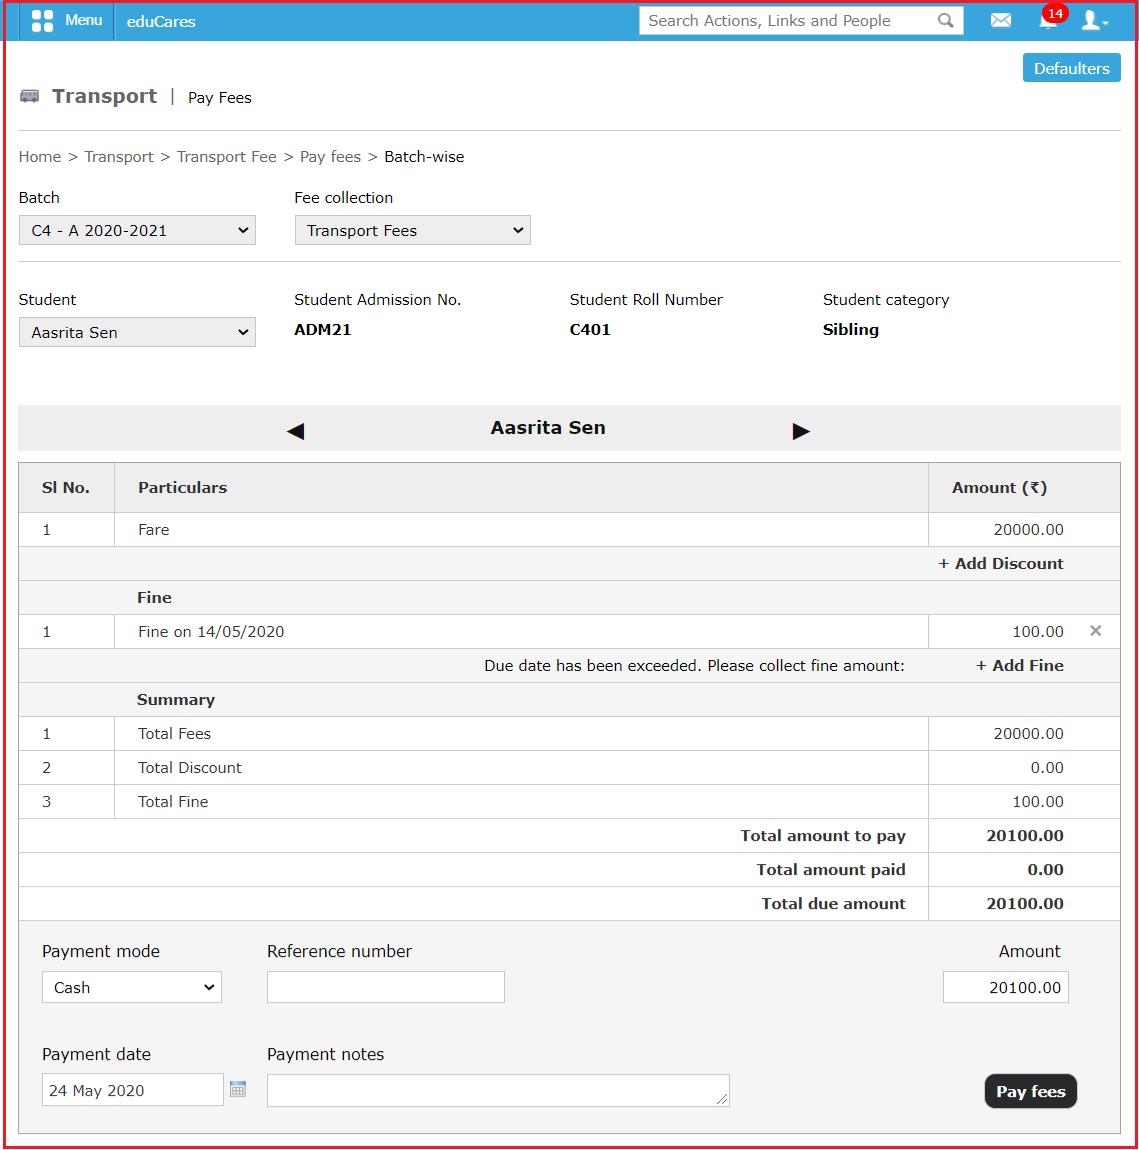 Menu eduCares Search Actions, Links and People 14
Defaulters
Transport | Pay Fees
Home > Transport > Transport Fee > Pay fees > Batch-wise
Batch Fee collection
C4 - A 2020-2021 Transport Fees
Student Student Admission No. Student Roll Number Student category
Aasrita Sen ADM21 C401 Sibling
Aasrita Sen
Sl No. Particulars Amount (₹)
1 Fare 20000.00
+ Add Discount
Fine
1 Fine on 14/05/2020 100.00 ×
Due date has been exceeded. Please collect fine amount: + Add Fine
Summary
1 Total Fees 20000.00
2 Total Discount 0.00
3 Total Fine 100.00
Total amount to pay 20100.00
Total amount paid 0.00
Total due amount 20100.00
Payment mode Reference number Amount
Cash 20100.00
Payment date Payment notes
24 May 2020 Pay fees